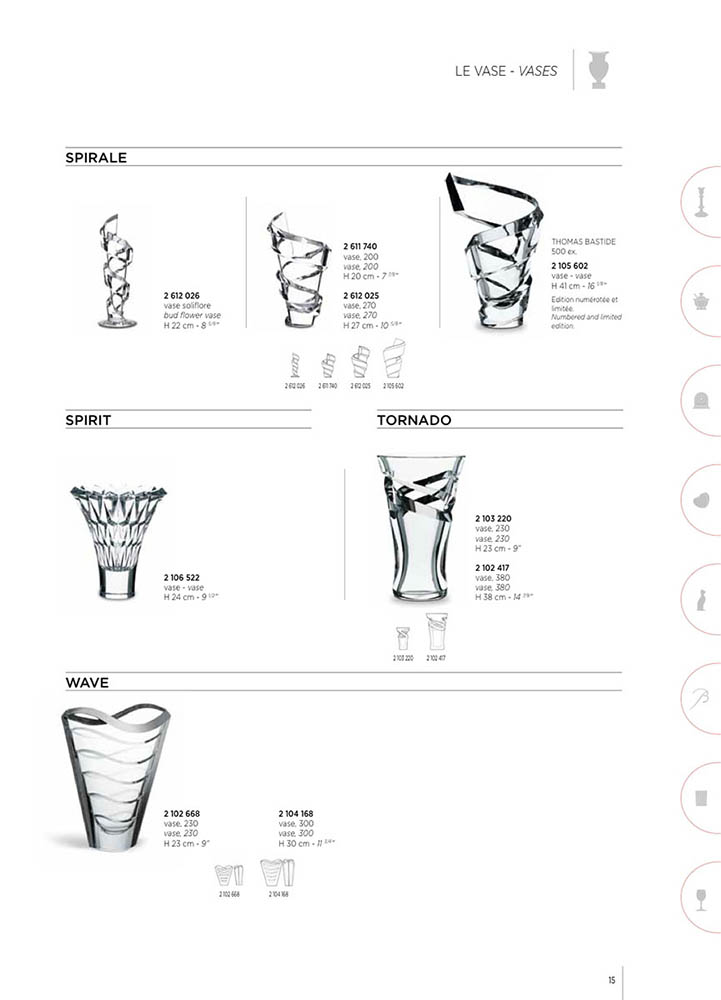 LE VASE - VASES
SPIRALE
2 612 026
vase soliflore
bud flower vase
H 22 cm - 8 5/8"
2 611 740
vase, 200
vase, 200
H 20 cm - 7 7/8"
2 612 025
vase, 270
vase, 270
H 27 cm - 10 5/8"
THOMAS BASTIDE
500 ex.
2 105 602
vase - vase
H 41 cm - 16 1/8"
Edition numérotée et
limitée.
Numbered and limited
edition.
2 612 026
2 611 740
2 612 025
2 105 602
SPIRIT
2 106 522
vase - vase
H 24 cm - 9 1/2"
TORNADO
2 103 220
vase, 230
vase, 230
H 23 cm - 9"
2 102 417
vase, 380
vase, 380
H 38 cm - 14 7/8"
2 103 220
2 102 417
WAVE
2 102 668
vase, 230
vase, 230
H 23 cm - 9"
2 104 168
vase, 300
vase, 300
H 30 cm - 11 3/4"
2 102 668
2 104 168
15